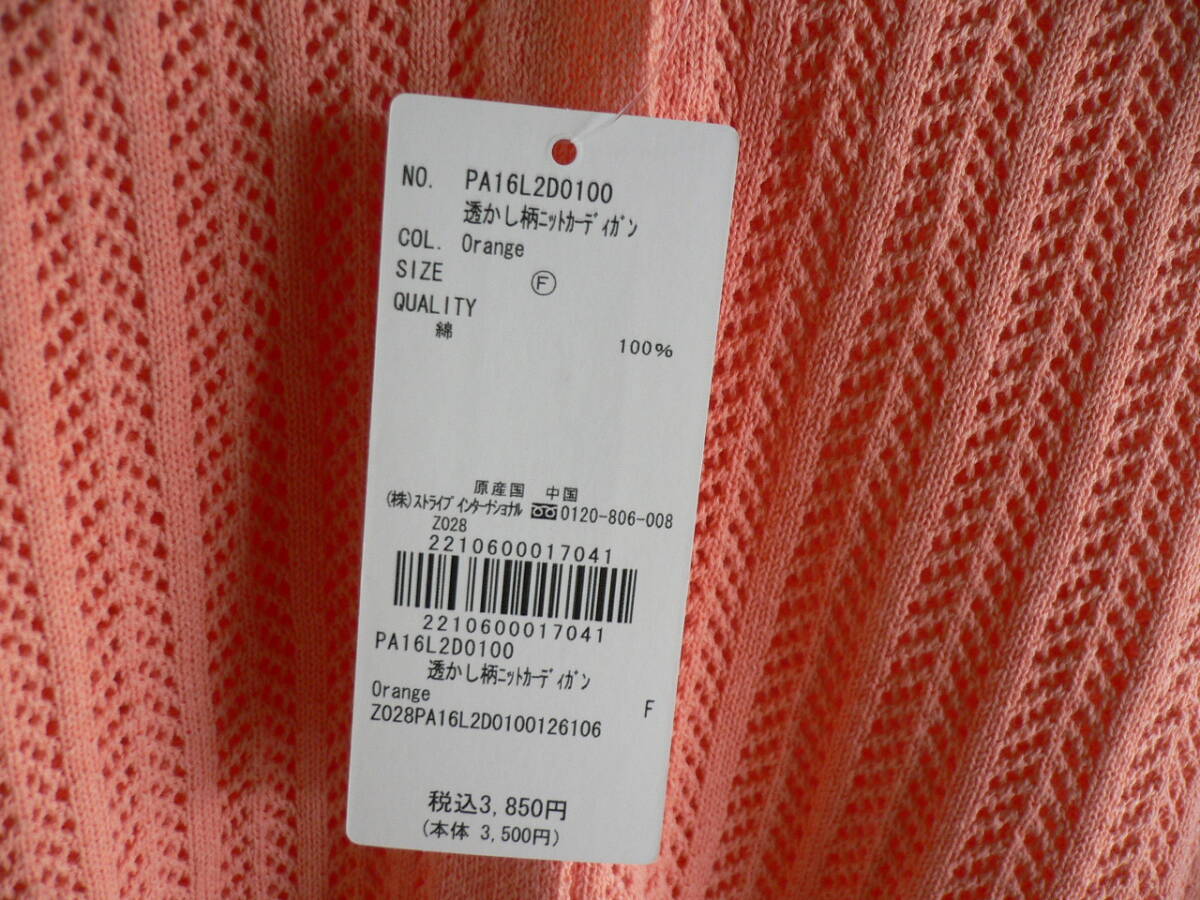 NO. PA16L2D0100
透かし柄ﾆｯﾄｶｰﾃﾞｨｶﾞﾝ
COL. Orange
SIZE Ⓕ
QUALITY
綿 100%
原産国 中国
(株)ｽﾄﾗｲﾌﾟｲﾝﾀｰﾅｼｮﾅﾙ 0120-806-008
Z028
2210600017041
2210600017041
PA16L2D0100
透かし柄ﾆｯﾄｶｰﾃﾞｨｶﾞﾝ
Orange F
Z028PA16L2D0100126106
税込3,850円
(本体 3,500円)